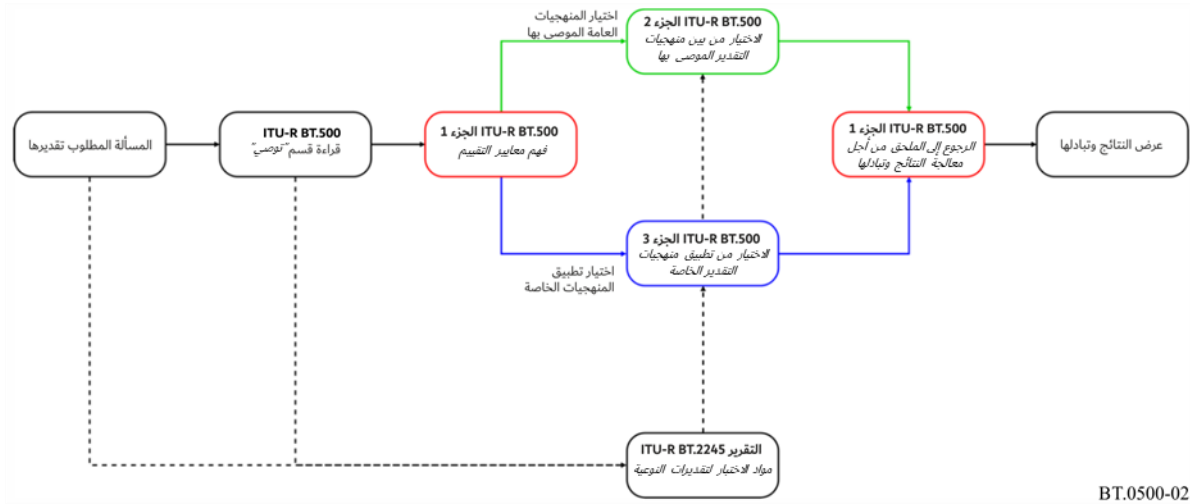 اختيار المنهجيات
العامة الموصى بها
ITU-R BT.500 الجزء 2
الاختيار من بين منهجيات
التقدير الموصى بها
المسألة المطلوب تقديرها
ITU-R BT.500
قراءة قسم "توصي"
ITU-R BT.500 الجزء 1
فهم معايير التقييم
ITU-R BT.500 الجزء 1
الرجوع إلى الملحق من أجل
معالجة النتائج وتبادلها
عرض النتائج وتبادلها
ITU-R BT.500 الجزء 3
الاختيار من تطبيق منهجيات
التقدير الخاصة
اختيار تطبيق
المنهجيات الخاصة
التقرير ITU-R BT.2245
مواد الاختبار لتقديرات النوعية
BT.0500-02